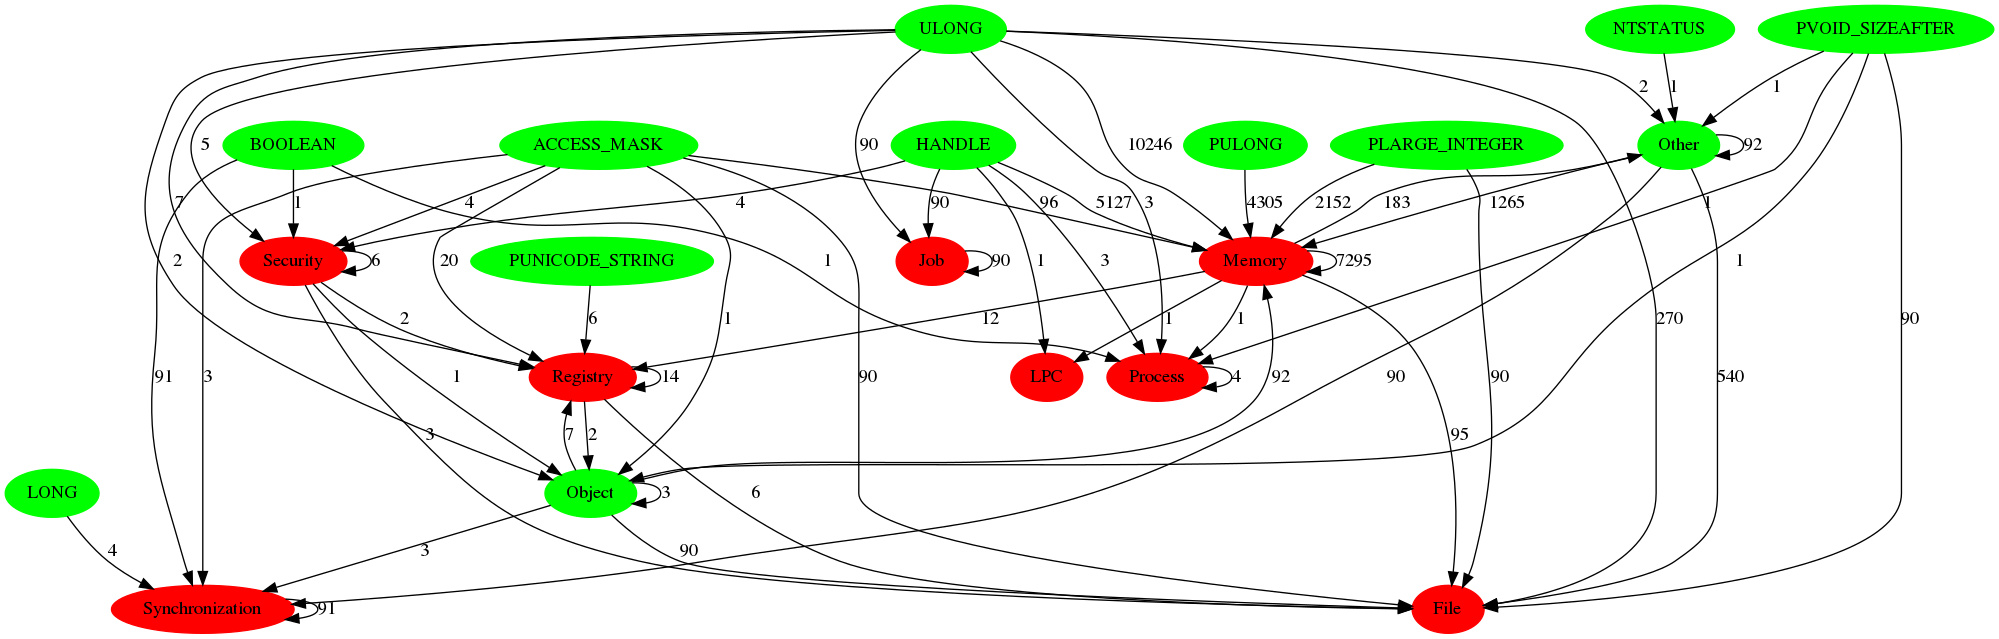 ULONG
NTSTATUS
PVOID_SIZEAFTER
2
1
1
BOOLEAN
ACCESS_MASK
HANDLE
PULONG
PLARGE_INTEGER
Other
5
90
10246
92
7
1
4
4
90
96
5127
3
4305
2152
183
1265
1
2
Security
6
20
PUNICODE_STRING
1
Job
90
1
3
Memory
7295
1
2
6
1
12
1
1
270
90
91
3
1
Registry
14
90
LPC
Process
4
92
90
90
540
3
7
2
95
LONG
Object
3
6
4
3
90
Synchronization
91
File